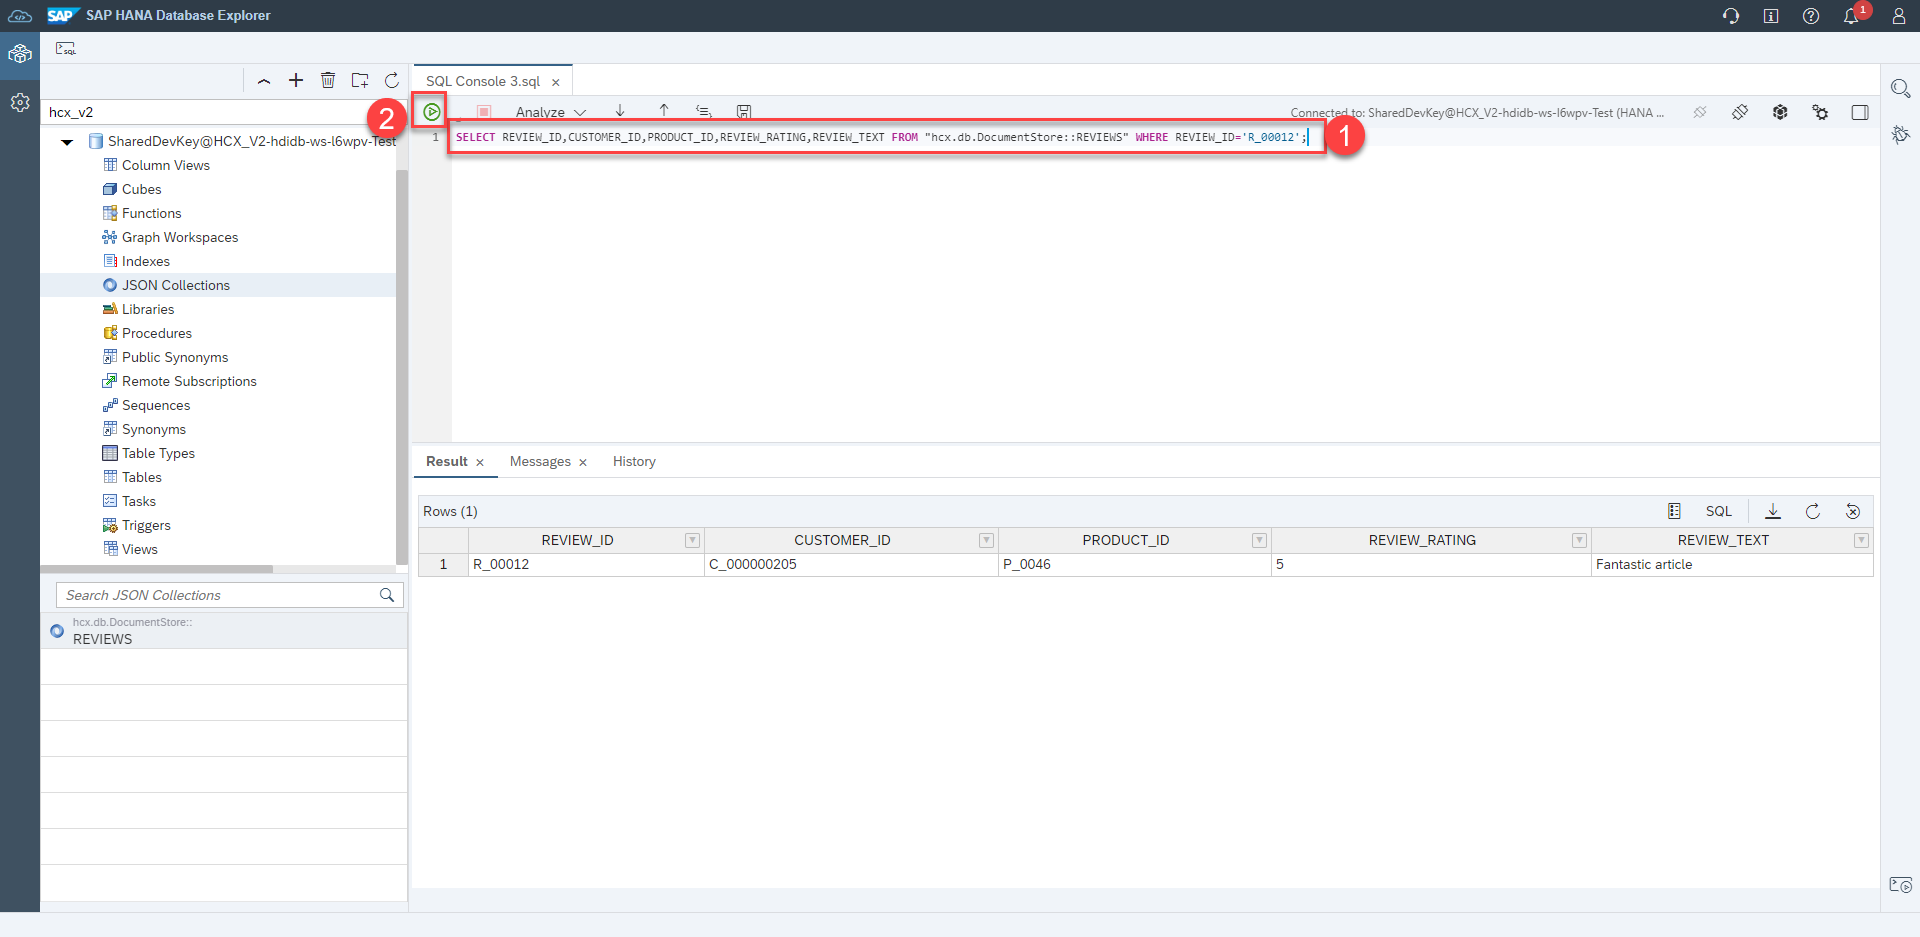 SAP SAP HANA Database Explorer
1
SQL
hcx_v2
SharedDevKey@HCX_V2-hdidb-ws-l6wpv-Test
Column Views
Cubes
Functions
Graph Workspaces
Indexes
JSON Collections
Libraries
Procedures
Public Synonyms
Remote Subscriptions
Sequences
Synonyms
Table Types
Tables
Tasks
Triggers
Views
Search JSON Collections
hcx.db.DocumentStore::
REVIEWS
SQL Console 3.sql
2
Analyze
Connected to: SharedDevKey@HCX_V2-hdidb-ws-l6wpv-Test (HANA ...
1 SELECT REVIEW_ID,CUSTOMER_ID,PRODUCT_ID,REVIEW_RATING,REVIEW_TEXT FROM "hcx.db.DocumentStore::REVIEWS" WHERE REVIEW_ID='R_00012';
1
Result Messages History
Rows (1) SQL
REVIEW_ID CUSTOMER_ID PRODUCT_ID REVIEW_RATING REVIEW_TEXT
1 R_00012 C_000000205 P_0046 5 Fantastic article